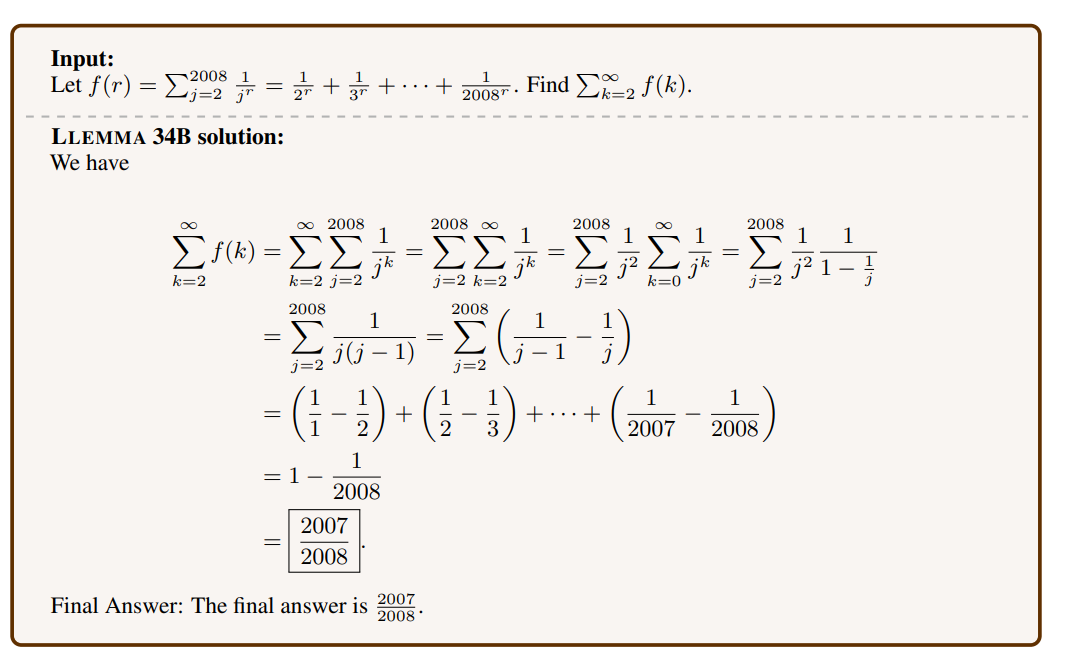 Input:
Let $f(r) = \sum_{j=2}^{2008} \frac{1}{j^r} = \frac{1}{2^r} + \frac{1}{3^r} + \cdots + \frac{1}{2008^r}$. Find $\sum_{k=2}^{\infty} f(k)$.
LLEMMA 34B solution:
We have
$\sum_{k=2}^{\infty} f(k) = \sum_{k=2}^{\infty} \sum_{j=2}^{2008} \frac{1}{j^k} = \sum_{j=2}^{2008} \sum_{k=2}^{\infty} \frac{1}{j^k} = \sum_{j=2}^{2008} \frac{1}{j^2} \sum_{k=0}^{\infty} \frac{1}{j^k} = \sum_{j=2}^{2008} \frac{1}{j^2} \frac{1}{1 - \frac{1}{j}}$
$= \sum_{j=2}^{2008} \frac{1}{j(j-1)} = \sum_{j=2}^{2008} \left( \frac{1}{j-1} - \frac{1}{j} \right)$
$= \left( \frac{1}{1} - \frac{1}{2} \right) + \left( \frac{1}{2} - \frac{1}{3} \right) + \cdots + \left( \frac{1}{2007} - \frac{1}{2008} \right)$
$= 1 - \frac{1}{2008}$
$= \boxed{\frac{2007}{2008}}.$
Final Answer: The final answer is $\frac{2007}{2008}$.